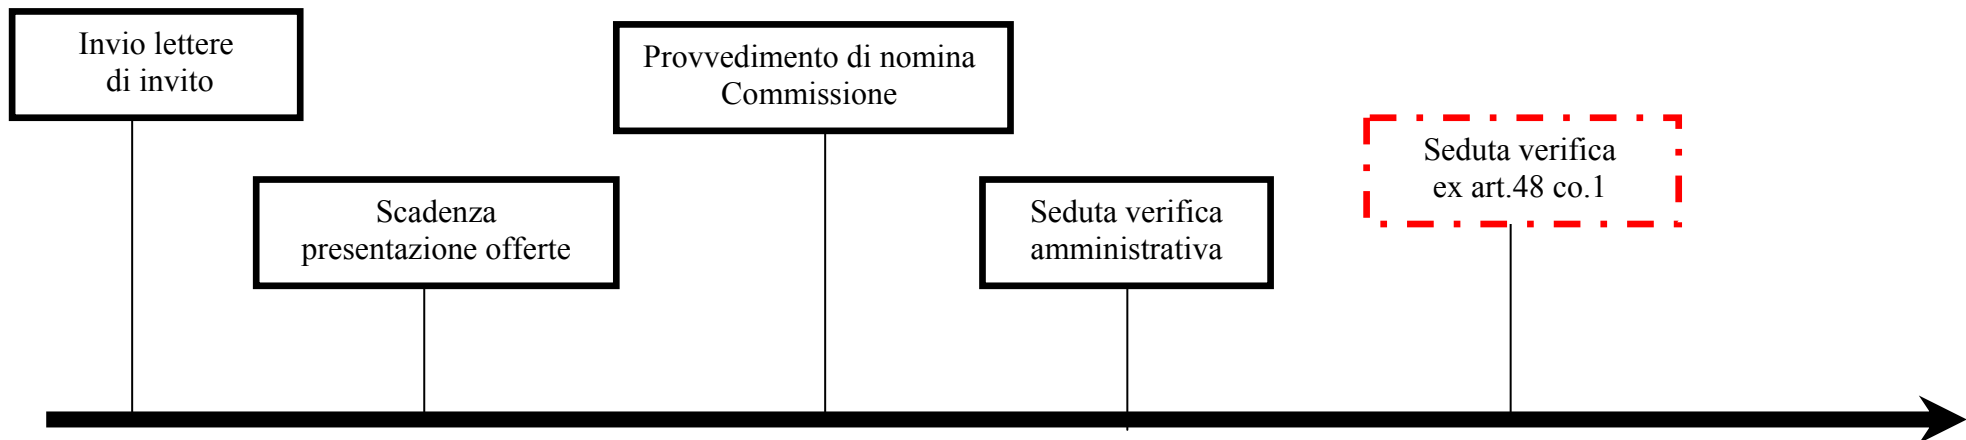 Invio lettere
di invito
Scadenza
presentazione offerte
Provvedimento di nomina
Commissione
Seduta verifica
amministrativa
Seduta verifica
ex art.48 co.1